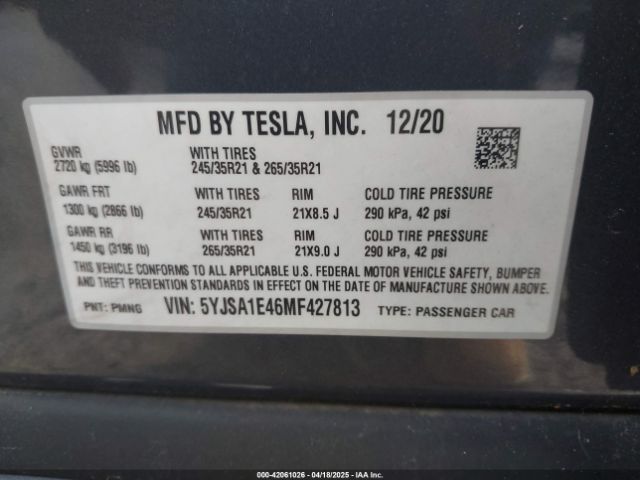 MFD BY TESLA, INC. 12/20
GVWR WITH TIRES
2720 kg (5996 lb) 245/35R21 & 265/35R21
GAWR FRT WITH TIRES RIM COLD TIRE PRESSURE
1300 kg (2866 lb) 245/35R21 21X8.5 J 290 kPa, 42 psi
GAWR RR WITH TIRES RIM COLD TIRE PRESSURE
1450 kg (3196 lb) 265/35R21 21X9.0 J 290 kPa, 42 psi
THIS VEHICLE CONFORMS TO ALL APPLICABLE U.S. FEDERAL MOTOR VEHICLE SAFETY, BUMPER
AND THEFT PREVENTION STANDARDS IN EFFECT ON THE DATE OF MANUFACTURE SHOWN ABOVE.
PNT: PMNG VIN: 5YJSA1E46MF427813 TYPE: PASSENGER CAR
000-42061026 - 04/18/2025 - IAA Inc.